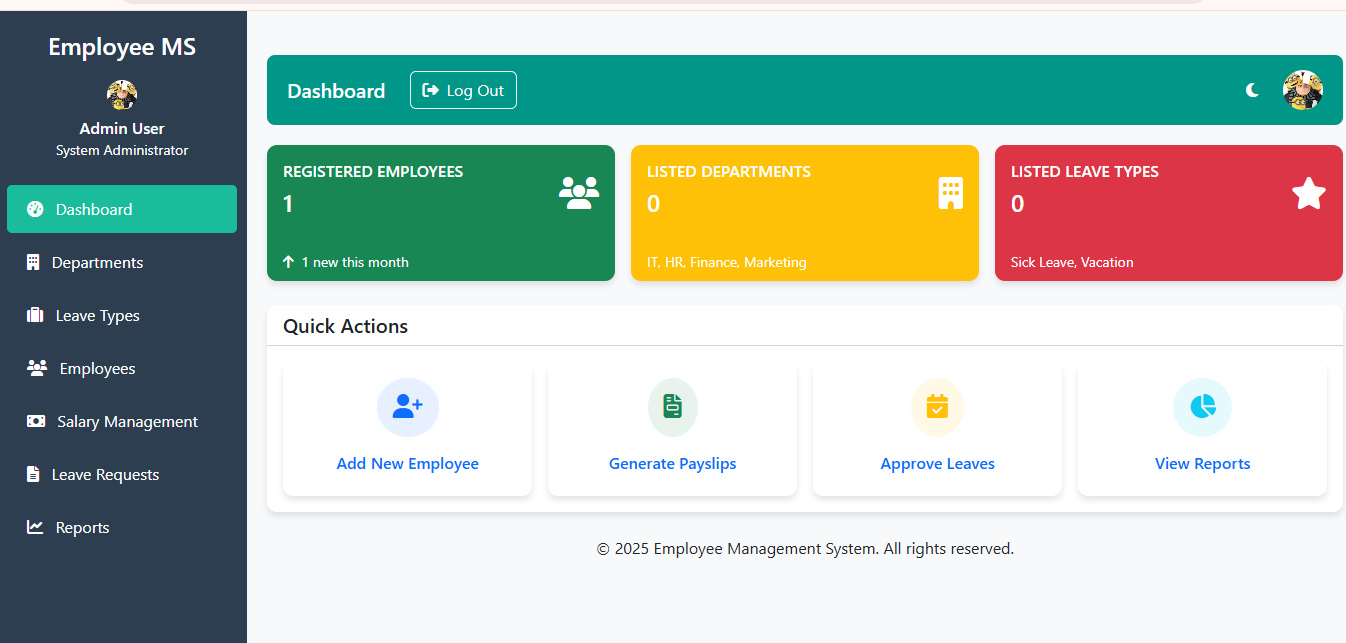 Employee MS
Admin User
System Administrator
Dashboard
Departments
Leave Types
Employees
Salary Management
Leave Requests
Reports
Dashboard
Log Out
REGISTERED EMPLOYEES
1
1 new this month
LISTED DEPARTMENTS
0
IT, HR, Finance, Marketing
LISTED LEAVE TYPES
0
Sick Leave, Vacation
Quick Actions
Add New Employee
Generate Payslips
Approve Leaves
View Reports
© 2025 Employee Management System. All rights reserved.